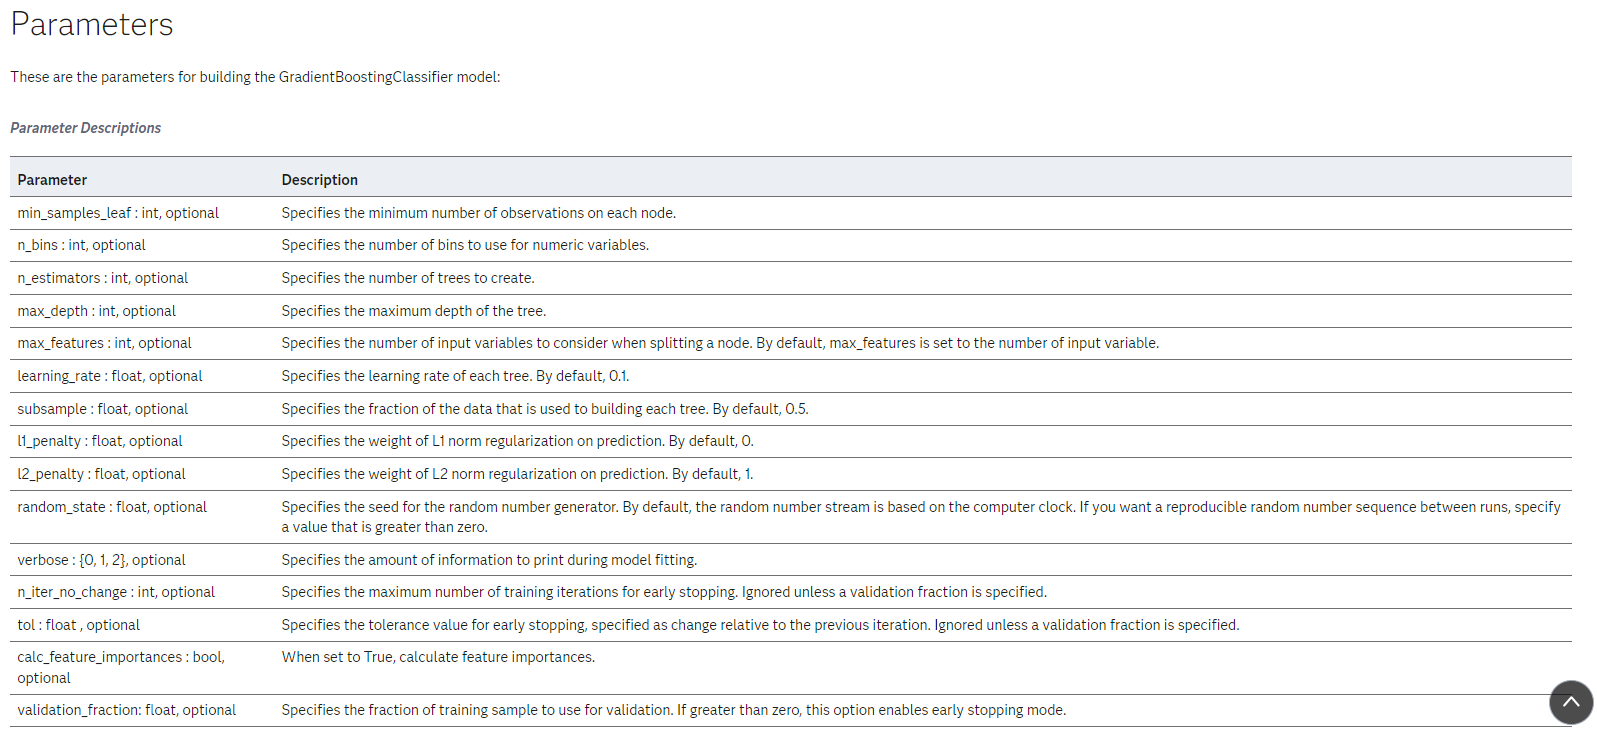 Parameters
These are the parameters for building the GradientBoostingClassifier model:
Parameter Descriptions
Parameter Description
min_samples_leaf : int, optional Specifies the minimum number of observations on each node.
n_bins : int, optional Specifies the number of bins to use for numeric variables.
n_estimators : int, optional Specifies the number of trees to create.
max_depth : int, optional Specifies the maximum depth of the tree.
max_features : int, optional Specifies the number of input variables to consider when splitting a node. By default, max_features is set to the number of input variable.
learning_rate : float, optional Specifies the learning rate of each tree. By default, 0.1.
subsample : float, optional Specifies the fraction of the data that is used to building each tree. By default, 0.5.
l1_penalty : float, optional Specifies the weight of L1 norm regularization on prediction. By default, 0.
l2_penalty : float, optional Specifies the weight of L2 norm regularization on prediction. By default, 1.
random_state : float, optional Specifies the seed for the random number generator. By default, the random number stream is based on the computer clock. If you want a reproducible random number sequence between runs, specify
a value that is greater than zero.
verbose : {0, 1, 2}, optional Specifies the amount of information to print during model fitting.
n_iter_no_change : int, optional Specifies the maximum number of training iterations for early stopping. Ignored unless a validation fraction is specified.
tol : float , optional Specifies the tolerance value for early stopping, specified as change relative to the previous iteration. Ignored unless a validation fraction is specified.
calc_feature_importances : bool, When set to True, calculate feature importances.
optional
validation_fraction: float, optional Specifies the fraction of training sample to use for validation. If greater than zero, this option enables early stopping mode.